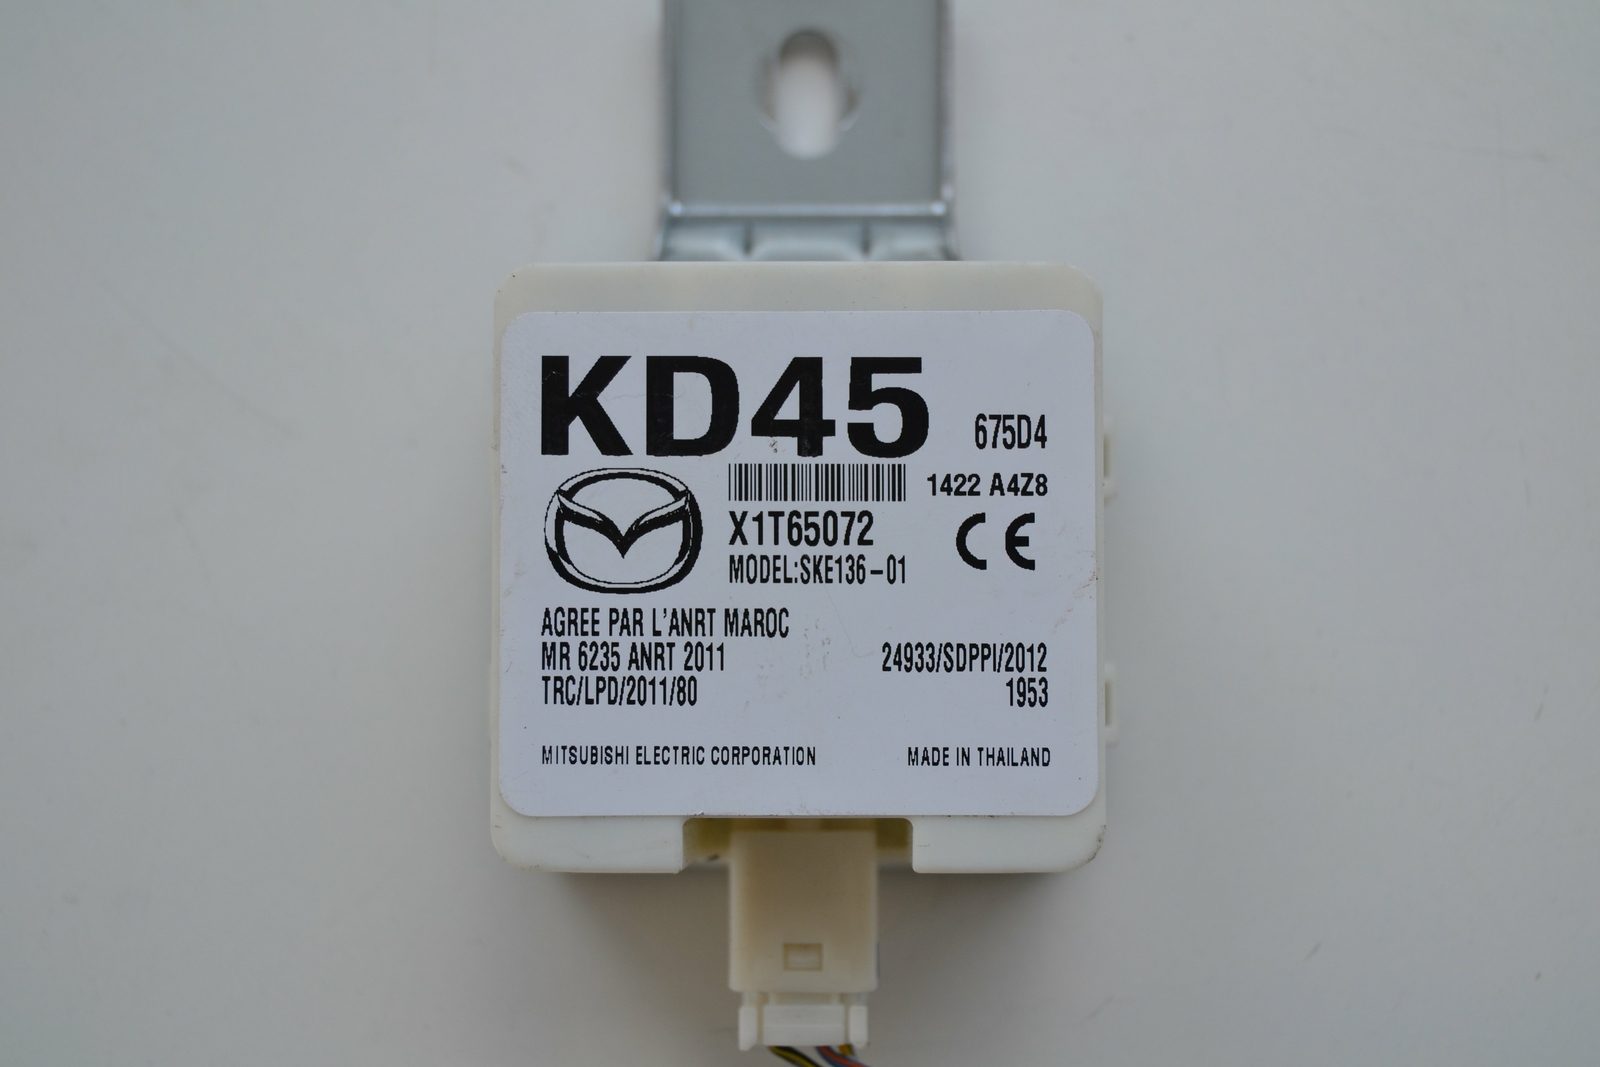 KD45 675D4
1422 A4Z8
X1T65072 CE
MODEL:SKE136-01
AGREE PAR L'ANRT MAROC
MR 6235 ANRT 2011 24933/SDPPI/2012
TRC/LPD/2011/80 1953
MITSUBISHI ELECTRIC CORPORATION MADE IN THAILAND